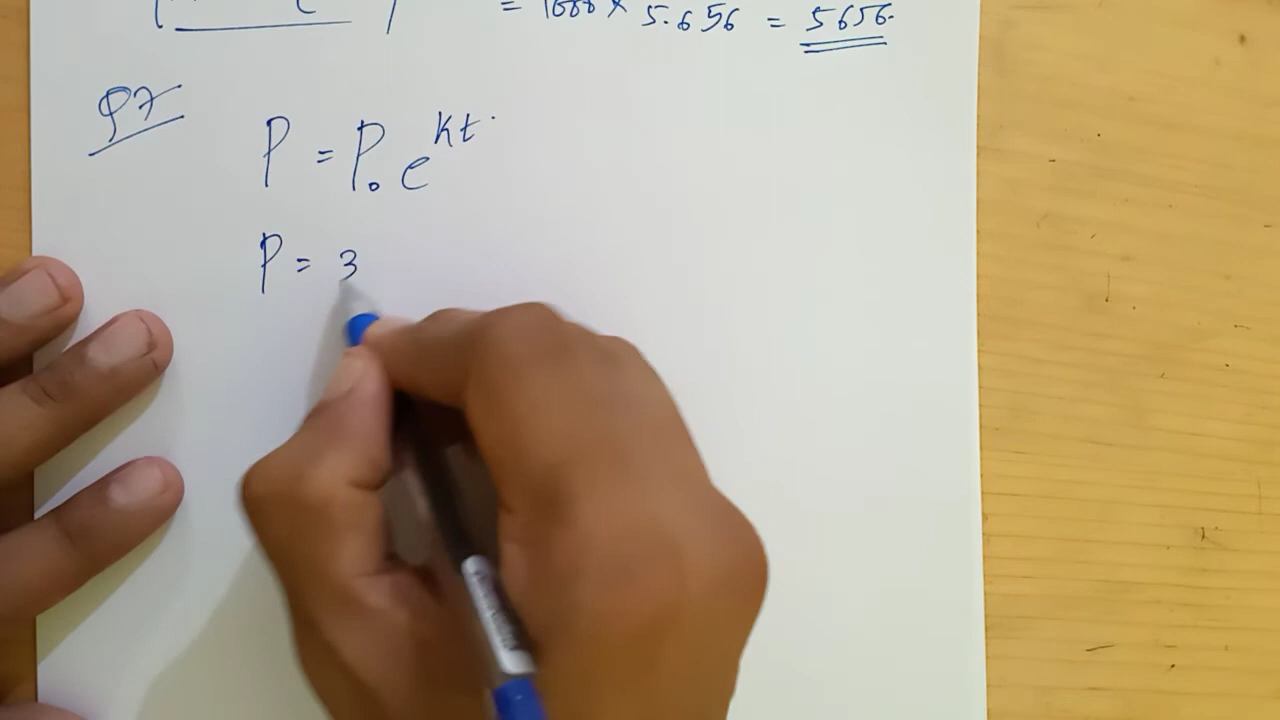 = 1000 × 5.656 = 5656.
Q7
P = P₀ e^{kt}
P = 3